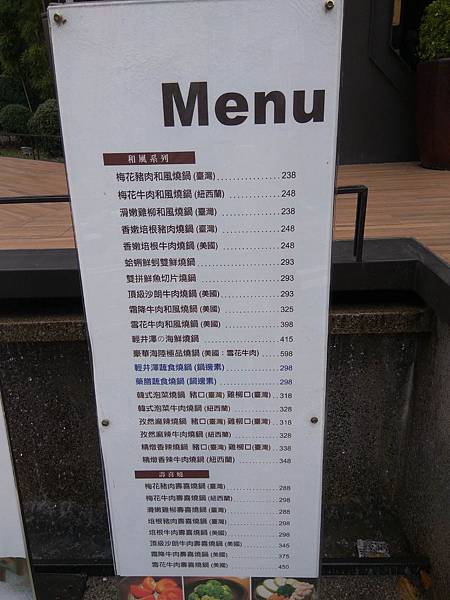 Menu
和風系列
梅花豬肉和風燒鍋 (臺灣) ................ 238
梅花牛肉和風燒鍋 (紐西蘭) .............. 248
滑嫩雞柳和風燒鍋 (臺灣) ................ 238
香嫩培根豬肉燒鍋 (臺灣) ................ 248
香嫩培根牛肉燒鍋 (美國) ................ 248
蛤蜊鮮蚵雙鮮燒鍋 ................ 293
雙拼鮮魚切片燒鍋 ................ 293
頂級沙朗牛肉燒鍋 (美國) ................ 293
霜降牛肉和風燒鍋 (美國) ................ 325
雪花牛肉和風燒鍋 (美國) ................ 398
輕井澤の海鮮燒鍋 ................ 415
豪華海陸極品燒鍋 (美國：雪花牛肉) ...... 598
輕井澤蔬食燒鍋 (鍋邊素) ................ 298
藥膳蔬食燒鍋 (鍋邊素) ................ 298
韓式泡菜燒鍋 豬口(臺灣) 雞柳口(臺灣) .. 318
韓式泡菜牛肉燒鍋 (紐西蘭) .............. 328
孜然麻辣燒鍋 豬口(臺灣) 雞柳口(臺灣) .. 318
孜然麻辣牛肉燒鍋 (紐西蘭) .............. 328
精燉香辣燒鍋 豬口(臺灣) 雞柳口(臺灣) .. 338
精燉香辣牛肉燒鍋 (紐西蘭) .............. 348
壽喜燒
梅花豬肉壽喜燒鍋 (臺灣) ................ 288
梅花牛肉壽喜燒鍋 (紐西蘭) .............. 298
滑嫩雞柳壽喜燒鍋 (臺灣) ................ 288
培根豬肉壽喜燒鍋 (臺灣) ................ 298
培根牛肉壽喜燒鍋 (美國) ................ 298
頂級沙朗牛肉壽喜燒鍋 (美國) ............ 345
霜降牛肉壽喜燒鍋 (美國) ................ 375
雪花牛肉壽喜燒鍋 (美國) ................ 450